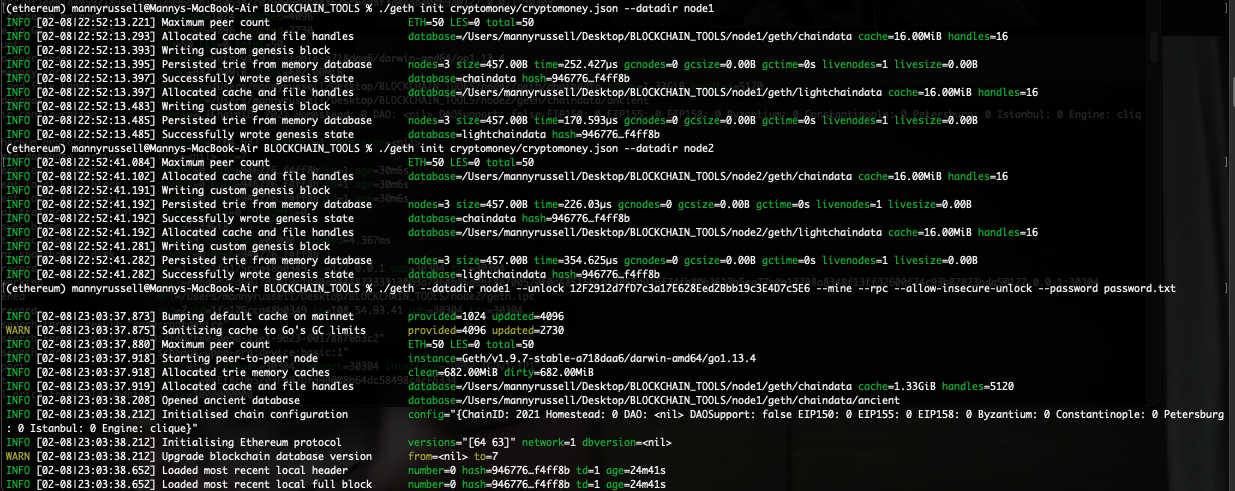 (ethereum) mannyrussell@Mannys-MacBook-Air BLOCKCHAIN_TOOLS % ./geth init cryptomoney/cryptomoney.json --datadir node1
INFO [02-08|22:52:13.221] Maximum peer count ETH=50 LES=0 total=50
INFO [02-08|22:52:13.293] Allocated cache and file handles database=/Users/mannyrussell/Desktop/BLOCKCHAIN_TOOLS/node1/geth/chaindata cache=16.00MiB handles=16
INFO [02-08|22:52:13.393] Writing custom genesis block
INFO [02-08|22:52:13.395] Persisted trie from memory database nodes=3 size=457.00B time=252.427µs gcnodes=0 gcsize=0.00B gctime=0s livenodes=1 livesize=0.00B
INFO [02-08|22:52:13.397] Successfully wrote genesis state database=chaindata hash=946776…f4ff8b
INFO [02-08|22:52:13.397] Allocated cache and file handles database=/Users/mannyrussell/Desktop/BLOCKCHAIN_TOOLS/node1/geth/lightchaindata cache=16.00MiB handles=16
INFO [02-08|22:52:13.483] Writing custom genesis block
INFO [02-08|22:52:13.485] Persisted trie from memory database nodes=3 size=457.00B time=170.593µs gcnodes=0 gcsize=0.00B gctime=0s livenodes=1 livesize=0.00B
INFO [02-08|22:52:13.485] Successfully wrote genesis state database=lightchaindata hash=946776…f4ff8b
(ethereum) mannyrussell@Mannys-MacBook-Air BLOCKCHAIN_TOOLS % ./geth init cryptomoney/cryptomoney.json --datadir node2
INFO [02-08|22:52:41.084] Maximum peer count ETH=50 LES=0 total=50
INFO [02-08|22:52:41.102] Allocated cache and file handles database=/Users/mannyrussell/Desktop/BLOCKCHAIN_TOOLS/node2/geth/chaindata cache=16.00MiB handles=16
INFO [02-08|22:52:41.191] Writing custom genesis block
INFO [02-08|22:52:41.192] Persisted trie from memory database nodes=3 size=457.00B time=226.03µs gcnodes=0 gcsize=0.00B gctime=0s livenodes=1 livesize=0.00B
INFO [02-08|22:52:41.192] Successfully wrote genesis state database=chaindata hash=946776…f4ff8b
INFO [02-08|22:52:41.192] Allocated cache and file handles database=/Users/mannyrussell/Desktop/BLOCKCHAIN_TOOLS/node2/geth/lightchaindata cache=16.00MiB handles=16
INFO [02-08|22:52:41.281] Writing custom genesis block
INFO [02-08|22:52:41.282] Persisted trie from memory database nodes=3 size=457.00B time=354.625µs gcnodes=0 gcsize=0.00B gctime=0s livenodes=1 livesize=0.00B
INFO [02-08|22:52:41.282] Successfully wrote genesis state database=lightchaindata hash=946776…f4ff8b
(ethereum) mannyrussell@Mannys-MacBook-Air BLOCKCHAIN_TOOLS % ./geth --datadir node1 --unlock 12F2912d7fD7C3a17E628Ed2Bbb19c3E4D7c5E6 --mine --rpc --allow-insecure-unlock --password password.txt
INFO [02-08|23:03:37.873] Bumping default cache on mainnet provided=1024 updated=4096
WARN [02-08|23:03:37.875] Sanitizing cache to Go's GC limits provided=4096 updated=2730
INFO [02-08|23:03:37.880] Maximum peer count ETH=50 LES=0 total=50
INFO [02-08|23:03:37.918] Starting peer-to-peer node instance=Geth/v1.9.7-stable-a718daa6/darwin-amd64/go1.13.4
INFO [02-08|23:03:37.918] Allocated trie memory caches clean=682.00MiB dirty=682.00MiB
INFO [02-08|23:03:37.919] Allocated cache and file handles database=/Users/mannyrussell/Desktop/BLOCKCHAIN_TOOLS/node1/geth/chaindata cache=1.33GiB handles=5120
INFO [02-08|23:03:38.208] Opened ancient database database=/Users/mannyrussell/Desktop/BLOCKCHAIN_TOOLS/node1/geth/chaindata/ancient
INFO [02-08|23:03:38.212] Initialised chain configuration config="{ChainID: 2021 Homestead: 0 DAO: <nil> DAOSupport: false EIP150: 0 EIP155: 0 EIP158: 0 Byzantium: 0 Constantinople: 0 Petersburg
: 0 Istanbul: 0 Engine: clique}"
INFO [02-08|23:03:38.212] Initialising Ethereum protocol versions="[64 63]" network=1 dbversion=<nil>
WARN [02-08|23:03:38.212] Upgrade blockchain database version from=<nil> to=7
INFO [02-08|23:03:38.652] Loaded most recent local header number=0 hash=946776…f4ff8b td=1 age=24m41s
INFO [02-08|23:03:38.652] Loaded most recent local full block number=0 hash=946776…f4ff8b td=1 age=24m41s